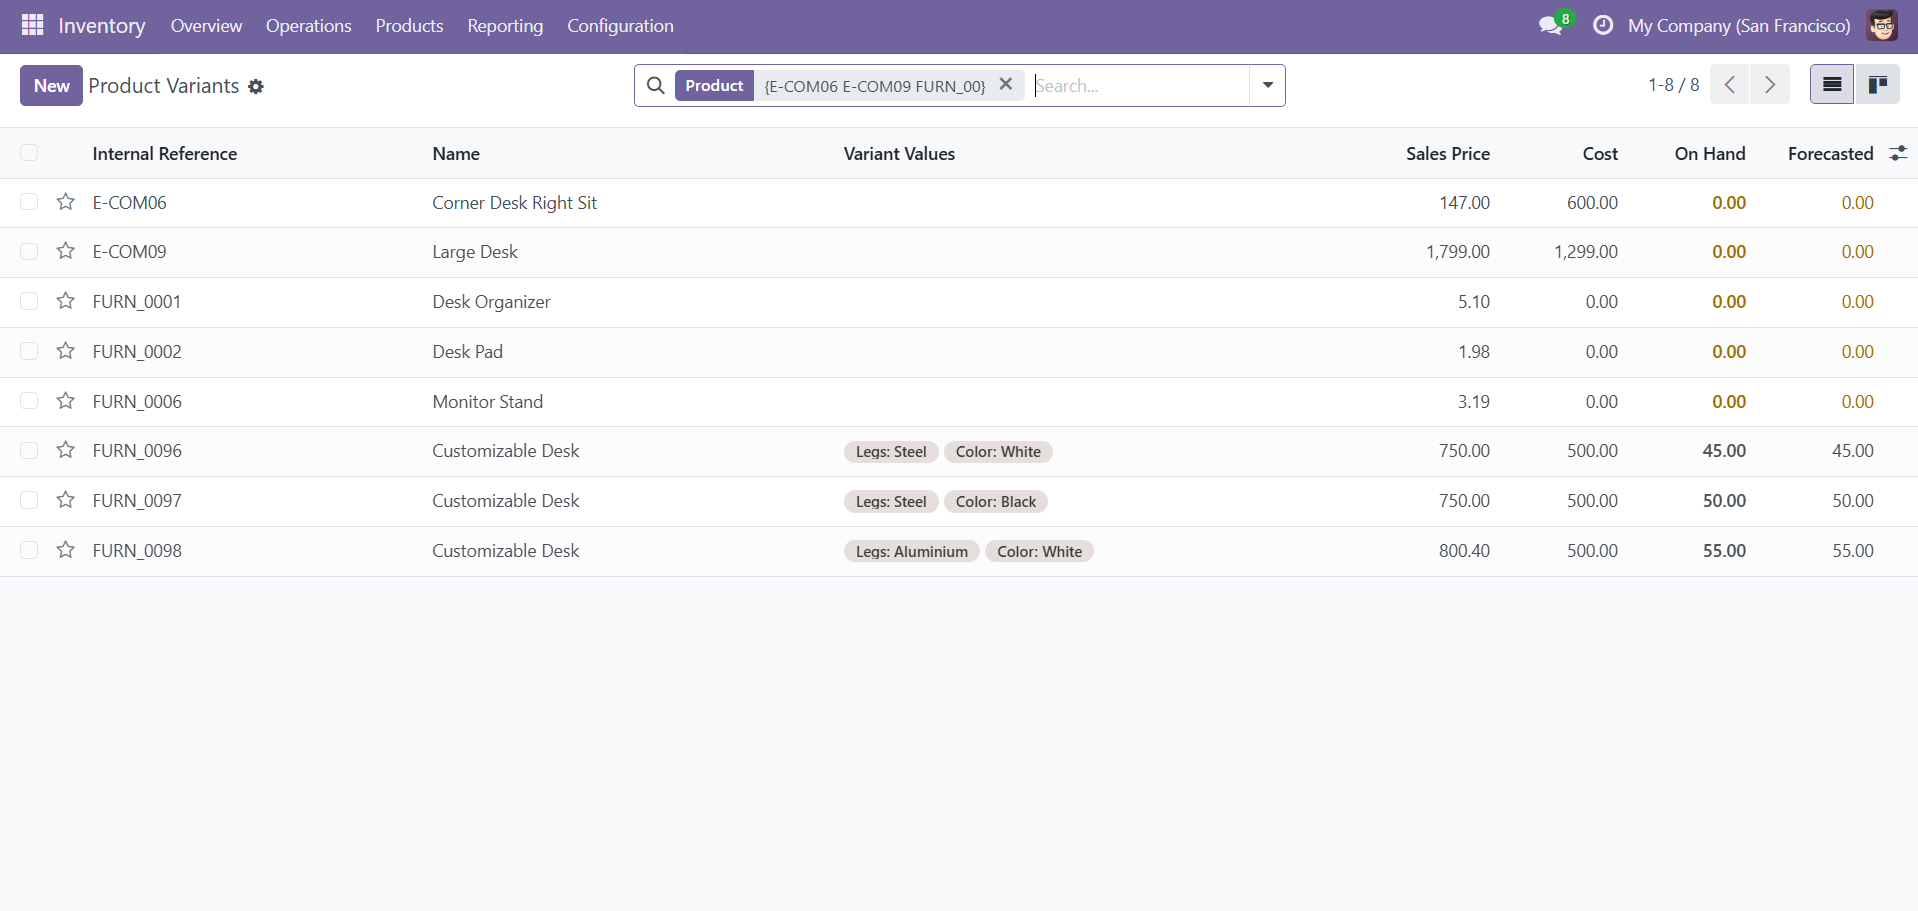 Inventory Overview Operations Products Reporting Configuration 8 My Company (San Francisco)
New Product Variants Product {E-COM06 E-COM09 FURN_00} Search... 1-8 / 8
Internal Reference Name Variant Values Sales Price Cost On Hand Forecasted
E-COM06 Corner Desk Right Sit 147.00 600.00 0.00 0.00
E-COM09 Large Desk 1,799.00 1,299.00 0.00 0.00
FURN_0001 Desk Organizer 5.10 0.00 0.00 0.00
FURN_0002 Desk Pad 1.98 0.00 0.00 0.00
FURN_0006 Monitor Stand 3.19 0.00 0.00 0.00
FURN_0096 Customizable Desk Legs: Steel Color: White 750.00 500.00 45.00 45.00
FURN_0097 Customizable Desk Legs: Steel Color: Black 750.00 500.00 50.00 50.00
FURN_0098 Customizable Desk Legs: Aluminium Color: White 800.40 500.00 55.00 55.00